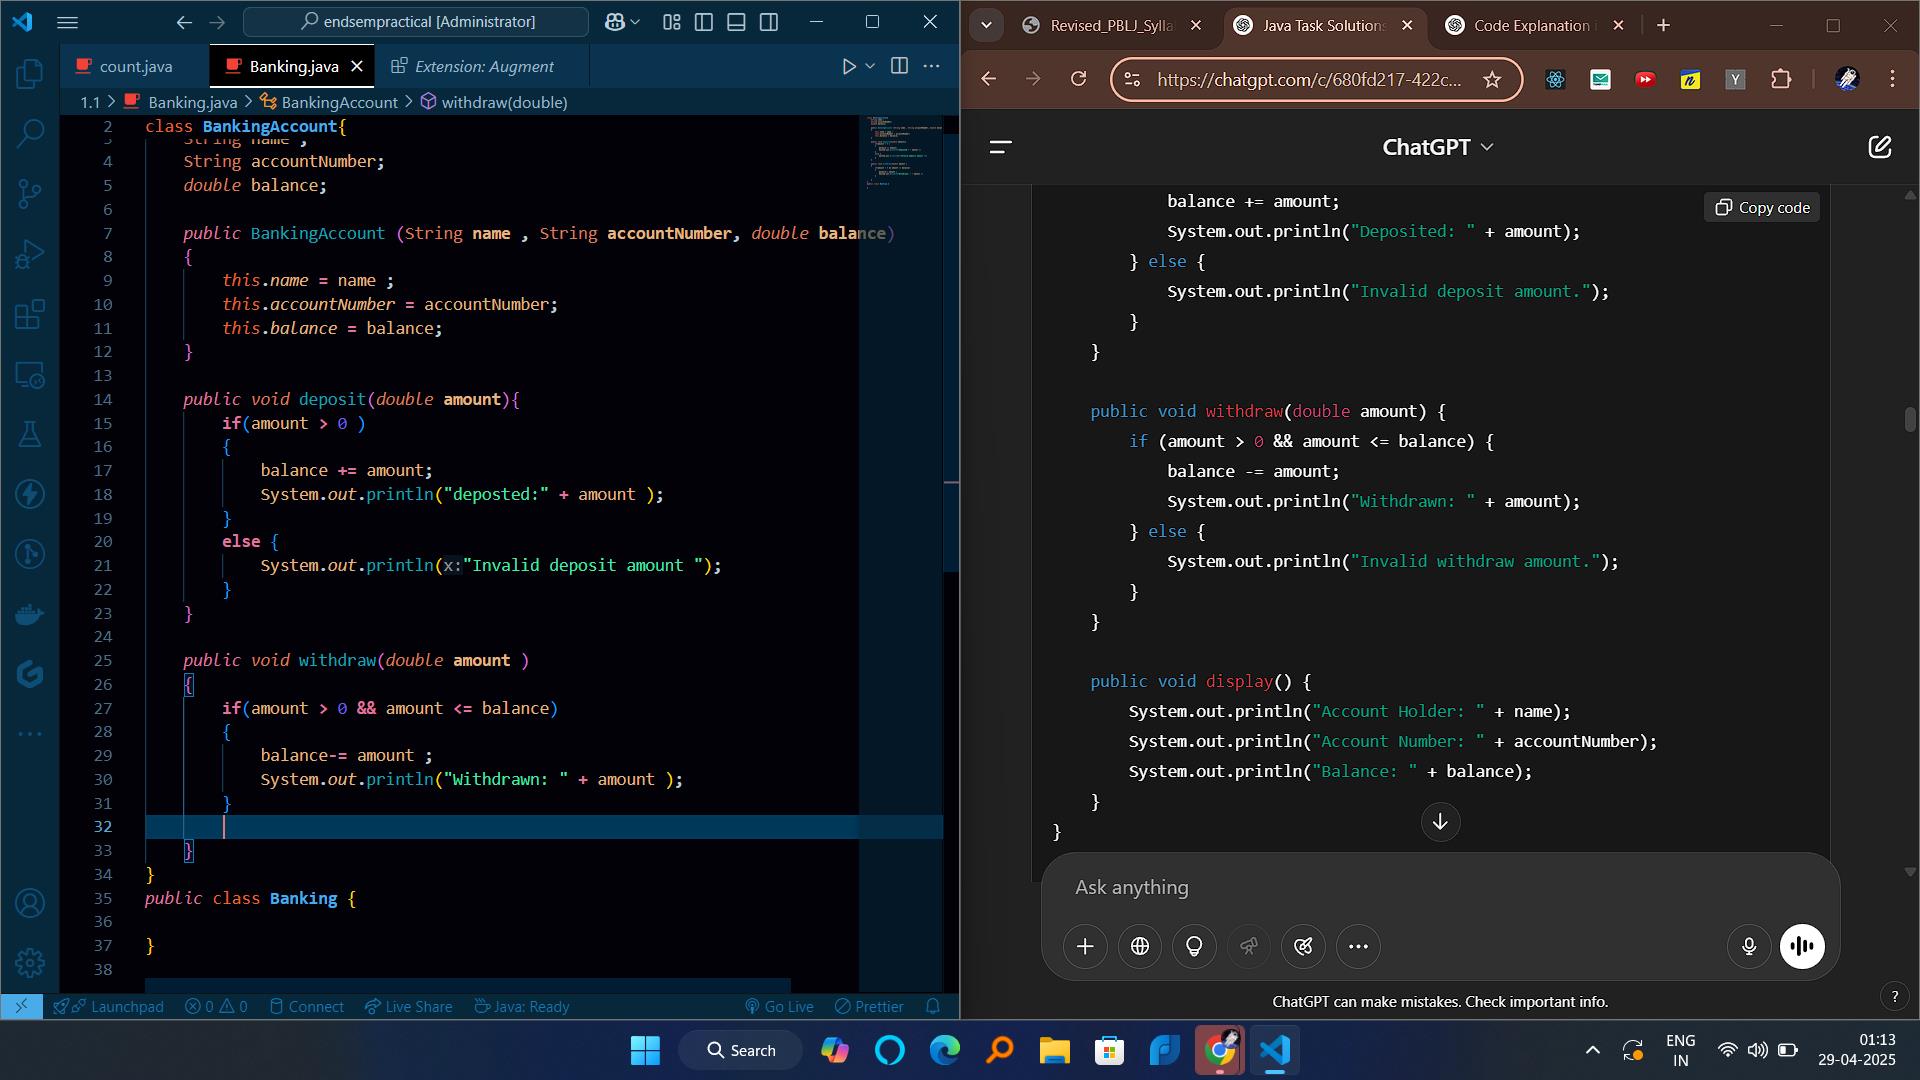 endsempractical [Administrator]
count.java
Banking.java
Extension: Augment
1.1 > Banking.java > BankingAccount > withdraw(double)
2 class BankingAccount{
3 String name ;
4 String accountNumber;
5 double balance;
6
7 public BankingAccount (String name , String accountNumber, double balance)
8 {
9 this.name = name ;
10 this.accountNumber = accountNumber;
11 this.balance = balance;
12 }
13
14 public void deposit(double amount){
15 if(amount > 0 )
16 {
17 balance += amount;
18 System.out.println("deposted:" + amount );
19 }
20 else {
21 System.out.println(x:"Invalid deposit amount ");
22 }
23 }
24
25 public void withdraw(double amount )
26 {
27 if(amount > 0 && amount <= balance)
28 {
29 balance-= amount ;
30 System.out.println("Withdrawn: " + amount );
31 }
32
33 }
34 }
35 public class Banking {
36
37 }
38
Launchpad 0 0 Connect Live Share Java: Ready Go Live Prettier
Revised_PBLJ_Sylla
Java Task Solutions
Code Explanation
https://chatgpt.com/c/680fd217-422c...
ChatGPT
Copy code
balance += amount;
System.out.println("Deposited: " + amount);
} else {
System.out.println("Invalid deposit amount.");
}
}
public void withdraw(double amount) {
if (amount > 0 && amount <= balance) {
balance -= amount;
System.out.println("Withdrawn: " + amount);
} else {
System.out.println("Invalid withdraw amount.");
}
}
public void display() {
System.out.println("Account Holder: " + name);
System.out.println("Account Number: " + accountNumber);
System.out.println("Balance: " + balance);
}
}
Ask anything
ChatGPT can make mistakes. Check important info.
?
Search
ENG
IN
01:13
29-04-2025